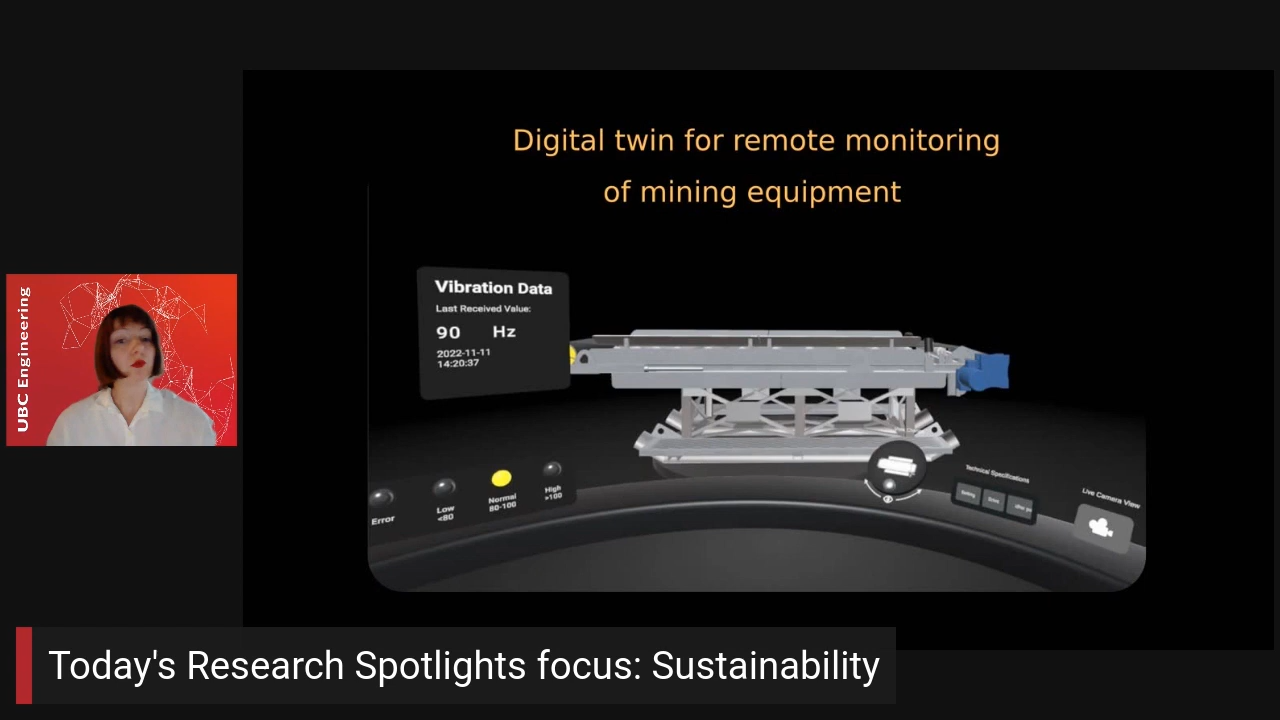 Digital twin for remote monitoring
of mining equipment
Vibration Data
Last Received Value:
90 Hz
2022-11-11
14:20:37
UBC Engineering
Error
Low
<80
Normal
80-100
High
>100
Technical Specifications
Live Camera View
Today's Research Spotlights focus: Sustainability